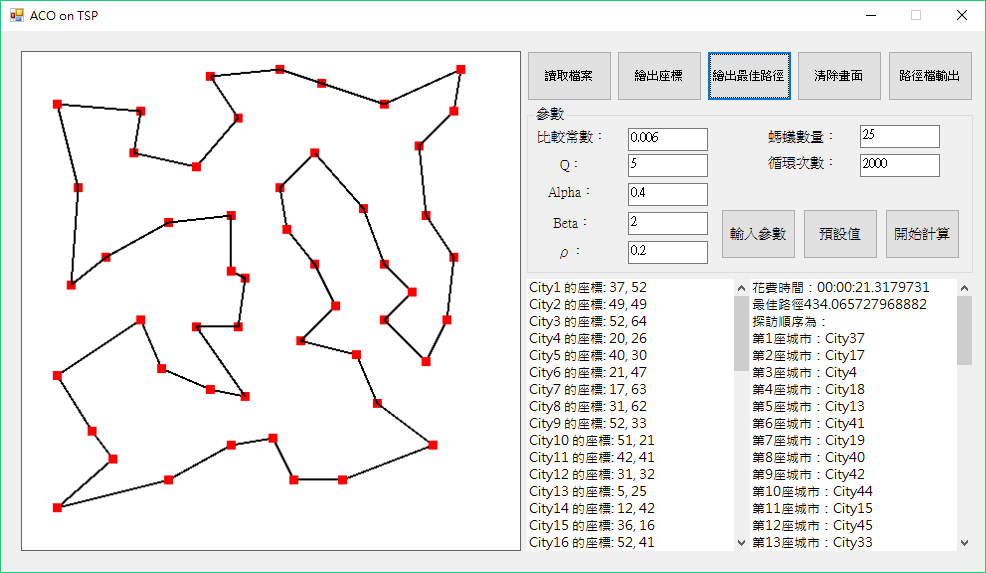 ACO on TSP
讀取檔案
繪出座標
繪出最佳路徑
清除畫面
路徑檔輸出
參數
比較常數： 0.006
螞蟻數量： 25
Q： 5
循環次數： 2000
Alpha： 0.4
Beta： 2
ρ： 0.2
輸入參數
預設值
開始計算
City1 的座標: 37, 52
City2 的座標: 49, 49
City3 的座標: 52, 64
City4 的座標: 20, 26
City5 的座標: 40, 30
City6 的座標: 21, 47
City7 的座標: 17, 63
City8 的座標: 31, 62
City9 的座標: 52, 33
City10 的座標: 51, 21
City11 的座標: 42, 41
City12 的座標: 31, 32
City13 的座標: 5, 25
City14 的座標: 12, 42
City15 的座標: 36, 16
City16 的座標: 52, 41
花費時間：00:00:21.3179731
最佳路徑434.065727968882
探訪順序為：
第1座城市：City37
第2座城市：City17
第3座城市：City4
第4座城市：City18
第5座城市：City13
第6座城市：City41
第7座城市：City19
第8座城市：City40
第9座城市：City42
第10座城市：City44
第11座城市：City15
第12座城市：City45
第13座城市：City33